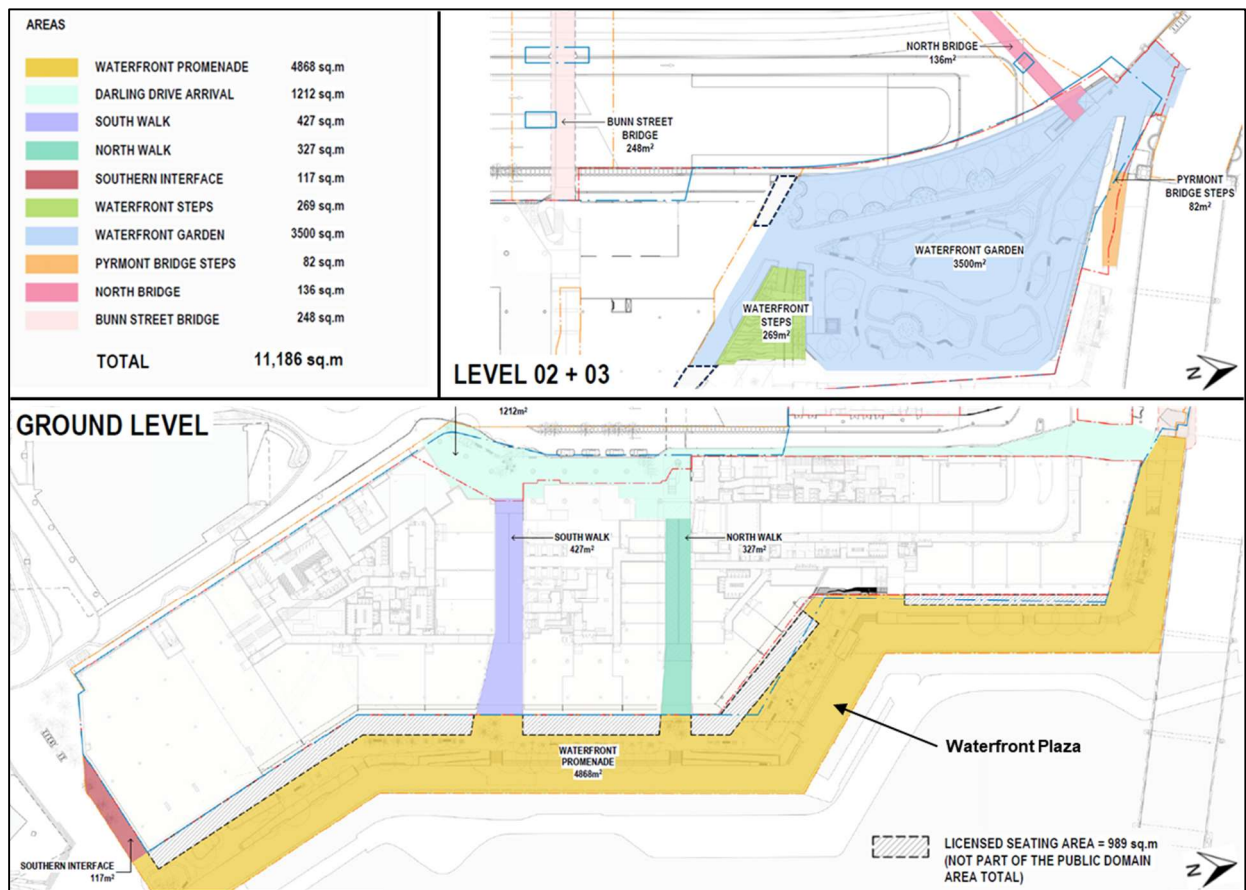 AREAS
WATERFRONT PROMENADE 4868 sq.m
DARLING DRIVE ARRIVAL 1212 sq.m
SOUTH WALK 427 sq.m
NORTH WALK 327 sq.m
SOUTHERN INTERFACE 117 sq.m
WATERFRONT STEPS 269 sq.m
WATERFRONT GARDEN 3500 sq.m
PYRMONT BRIDGE STEPS 82 sq.m
NORTH BRIDGE 136 sq.m
BUNN STREET BRIDGE 248 sq.m
TOTAL 11,186 sq.m
NORTH BRIDGE
136m²
BUNN STREET
BRIDGE
248m²
PYRMONT
BRIDGE STEPS
82m²
WATERFRONT GARDEN
3500m²
WATERFRONT
STEPS
269m²
LEVEL 02 + 03
Z
GROUND LEVEL
1212m²
SOUTH WALK
427m²
NORTH WALK
327m²
Waterfront Plaza
WATERFRONT
PROMENADE
4868m²
SOUTHERN INTERFACE
117m²
LICENSED SEATING AREA = 989 sq.m
(NOT PART OF THE PUBLIC DOMAIN
AREA TOTAL)
Z